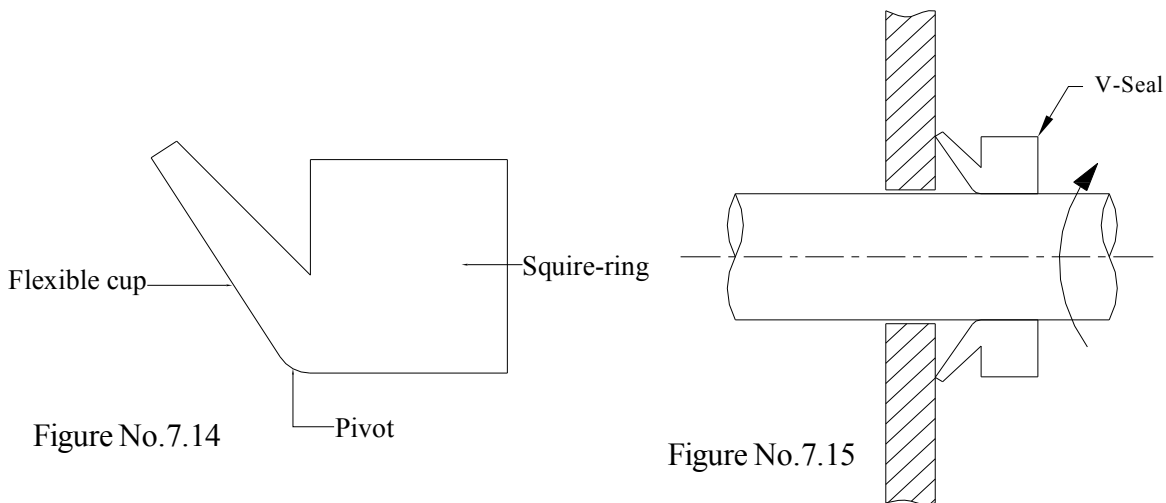 V-Seal
Flexible cup
Squire-ring
Pivot
Figure No.7.14
Figure No.7.15